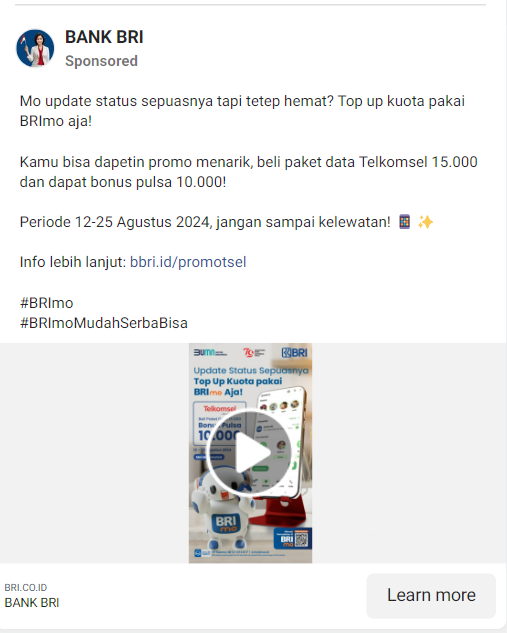 BANK BRI
Sponsored
Mo update status sepuasnya tapi tetep hemat? Top up kuota pakai
BRImo aja!
Kamu bisa dapetin promo menarik, beli paket data Telkomsel 15.000
dan dapat bonus pulsa 10.000!
Periode 12-25 Agustus 2024, jangan sampai kelewatan!
Info lebih lanjut: bbri.id/promotsel
#BRImo
#BRImoMudahSerbaBisa
BUMN
BRI
Update Status Sepuasnya
Top Up Kuota pakai
BRImo Aja!
Telkomsel
Bonus Pulsa
10.000
BRI
mo
BRI
mo
BRI.CO.ID
BANK BRI
Learn more